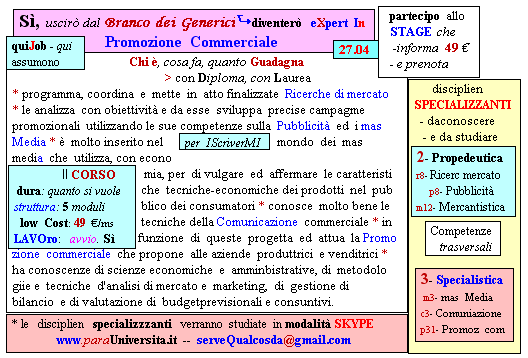 Sì, uscirò dal Branco dei Generici diventerò eXpert In
Promozione Commerciale
quiJob - qui
assumono
27.04
Chi è, cosa fa, quanto Guadagna
> con Diploma, con Laurea
* programma, coordina e mette in atto finalizzate Ricerche di mercato
* le analizza con obiettività e da esse sviluppa precise campagme
promozionali utilizzando le sue competenze sulla Pubblicità ed i mas
Media * è molto inserito nel per IScriverMI mondo dei mas
media che utilizza, con econo
mia, per di vulgare ed affermare le caratteristi
che tecniche-economiche dei prodotti nel pub
blico dei consumatori * conosce molto bene le
tecniche della Comunicazione commerciale * in
funzione di queste progetta ed attua la Promo
zione commerciale che propone alle aziende produttrici e venditrici *
ha conoscenze di scienze economiche e amminbistrative, di metodolo
giie e tecniche d'analisi di mercato e marketing, di gestione di
bilancio e di valutazione di budgetprevisionali e consuntivi.
|| CORSO
dura: quanto si vuole
struttura: 5 moduli
low Cost: 49 €/ms
LAVOro: avvio. Sì
* le disciplien specializzzanti verranno studiate in modalità SKYPE
www.paraUniversita.it -- serveQualcosda@gmail.com
partecipo allo
STAGE che
-informa 49 €
- e prenota
disciplien
SPECIALIZZANTI
- daconoscere
- e da studiare
2- Propedeutica
r8- Ricerc mercato
p8- Pubblicità
m12- Mercantistica
Competenze
trasversali
3- Specialistica
m3- mas Media
c3- Comuniazione
p31- Promoz com